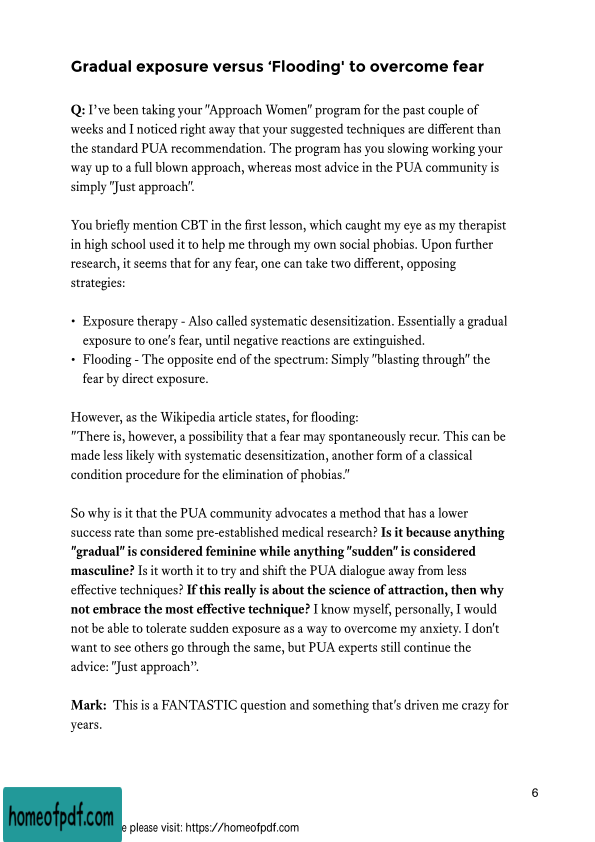 Gradual exposure versus ‘Flooding' to overcome fear
Q: I’ve been taking your "Approach Women" program for the past couple of
weeks and I noticed right away that your suggested techniques are different than
the standard PUA recommendation. The program has you slowing working your
way up to a full blown approach, whereas most advice in the PUA community is
simply "Just approach".
You briefly mention CBT in the first lesson, which caught my eye as my therapist
in high school used it to help me through my own social phobias. Upon further
research, it seems that for any fear, one can take two different, opposing
strategies:
• Exposure therapy - Also called systematic desensitization. Essentially a gradual
exposure to one's fear, until negative reactions are extinguished.
• Flooding - The opposite end of the spectrum: Simply "blasting through" the
fear by direct exposure.
However, as the Wikipedia article states, for flooding:
"There is, however, a possibility that a fear may spontaneously recur. This can be
made less likely with systematic desensitization, another form of a classical
condition procedure for the elimination of phobias."
So why is it that the PUA community advocates a method that has a lower
success rate than some pre-established medical research? Is it because anything
"gradual" is considered feminine while anything "sudden" is considered
masculine? Is it worth it to try and shift the PUA dialogue away from less
effective techniques? If this really is about the science of attraction, then why
not embrace the most effective technique? I know myself, personally, I would
not be able to tolerate sudden exposure as a way to overcome my anxiety. I don't
want to see others go through the same, but PUA experts still continue the
advice: "Just approach”.
Mark: This is a FANTASTIC question and something that's driven me crazy for
years.
6
homeofpdf.com
e please visit: https://homeofpdf.com